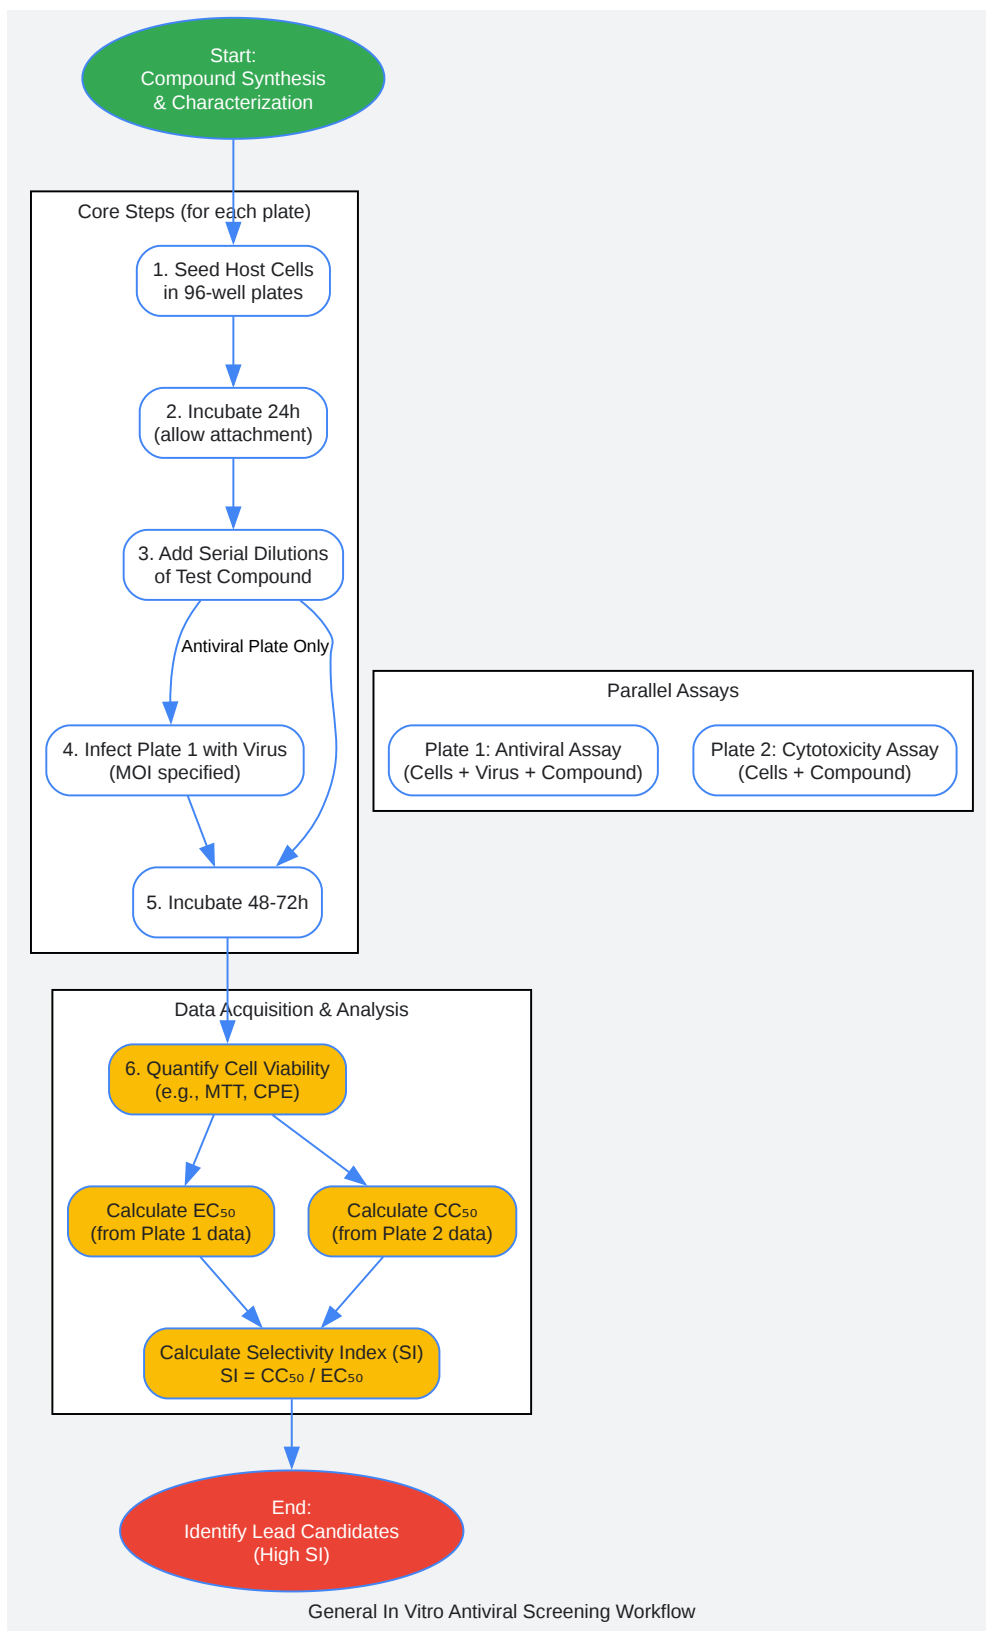 Start:
Compound Synthesis
& Characterization
Core Steps (for each plate)
1. Seed Host Cells
in 96-well plates
2. Incubate 24h
(allow attachment)
3. Add Serial Dilutions
of Test Compound
Antiviral Plate Only
4. Infect Plate 1 with Virus
(MOI specified)
5. Incubate 48-72h
Parallel Assays
Plate 1: Antiviral Assay
(Cells + Virus + Compound)
Plate 2: Cytotoxicity Assay
(Cells + Compound)
Data Acquisition & Analysis
6. Quantify Cell Viability
(e.g., MTT, CPE)
Calculate EC₅₀
(from Plate 1 data)
Calculate CC₅₀
(from Plate 2 data)
Calculate Selectivity Index (SI)
SI = CC₅₀ / EC₅₀
End:
Identify Lead Candidates
(High SI)
General In Vitro Antiviral Screening Workflow